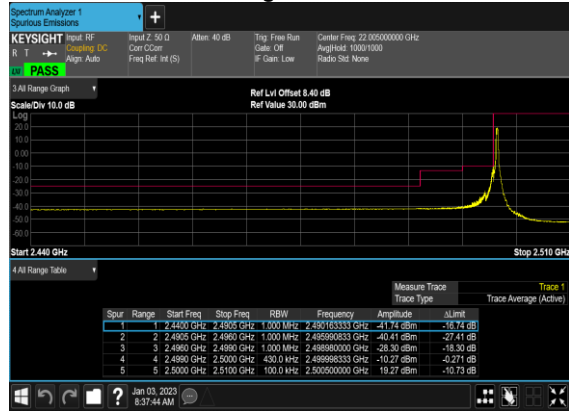 Spectrum Analyzer 1
Spurious Emissions
KEYSIGHT Input: RF Input Z: 50 Ω Atten: 40 dB Trig: Free Run Center Freq: 22.005000000 GHz
R T Coupling: DC Corr CCorr Gate: Off Avg|Hold: 1000/1000
Align: Auto Freq Ref: Int (S) IF Gain: Low Radio Std: None
PASS
3 All Range Graph
Ref Lvl Offset 8.40 dB
Scale/Div 10.0 dB Ref Value 30.00 dBm
Log
20.0
10.0
0.00
-10.0
-20.0
-30.0
-40.0
-50.0
-60.0
Start 2.440 GHz Stop 2.510 GHz
4 All Range Table
Measure Trace Trace 1
Trace Type Trace Average (Active)
Spur Range Start Freq Stop Freq RBW Frequency Amplitude ΔLimit
1 1 2.4400 GHz 2.4905 GHz 1.000 MHz 2.490163333 GHz -41.74 dBm -16.74 dB
2 2 2.4905 GHz 2.4960 GHz 1.000 MHz 2.495990833 GHz -40.41 dBm -27.41 dB
3 3 2.4960 GHz 2.4990 GHz 1.000 MHz 2.498980000 GHz -28.30 dBm -18.30 dB
4 4 2.4990 GHz 2.5000 GHz 430.0 kHz 2.499998333 GHz -10.27 dBm -0.271 dB
5 5 2.5000 GHz 2.5100 GHz 100.0 kHz 2.500500000 GHz 19.27 dBm -10.73 dB
? Jan 03, 2023
8:37:44